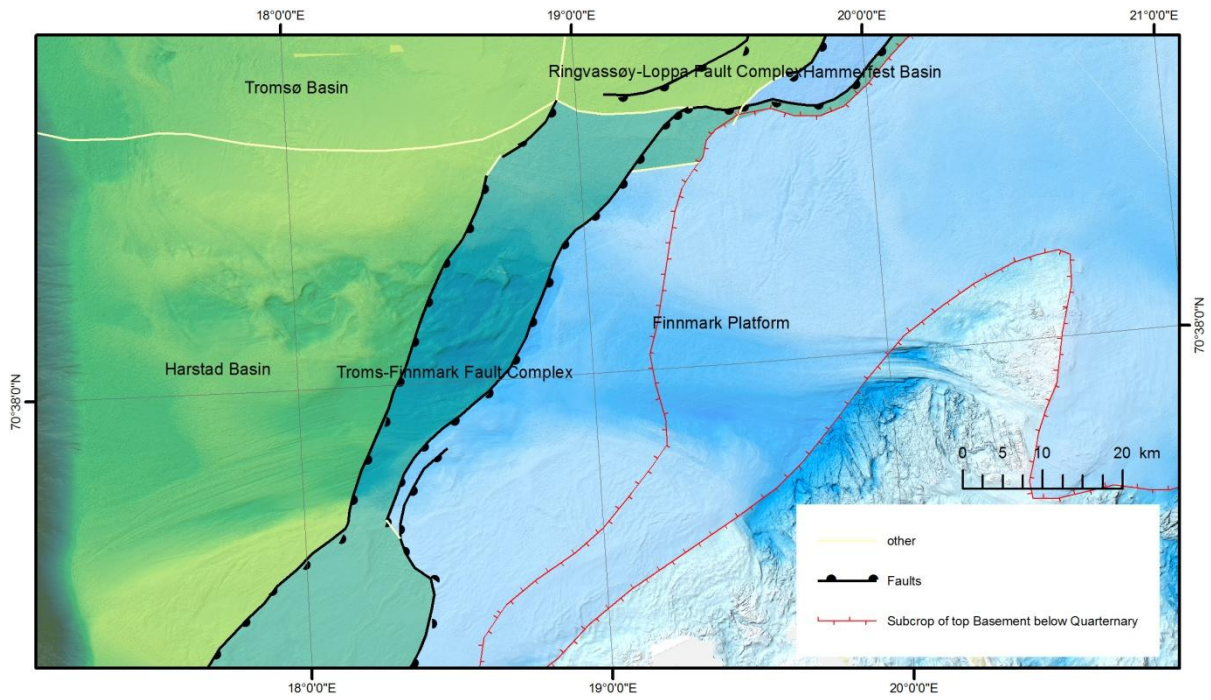 18°0'0"E
19°0'0"E
20°0'0"E
21°0'0"E
Ringvassøy-Loppa Fault Complex
Hammerfest Basin
Tromsø Basin
Finnmark Platform
70°38'0"N
Harstad Basin
Troms-Finnmark Fault Complex
70°38'0"N
0 5 10 20 km
other
Faults
Subcrop of top Basement below Quarternary
18°0'0"E
19°0'0"E
20°0'0"E